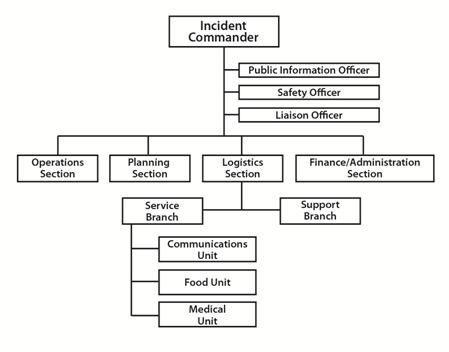 Incident
Commander
Public Information Officer
Safety Officer
Liaison Officer
Operations
Section
Planning
Section
Logistics
Section
Finance/Administration
Section
Service
Branch
Support
Branch
Communications
Unit
Food Unit
Medical
Unit